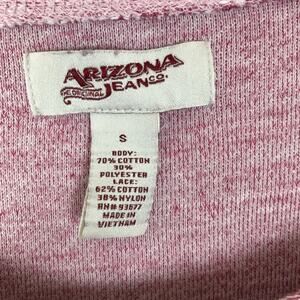 ARIZONA
THE ORIGINAL JEAN CO.
S
BODY:
70% COTTON
30%
POLYESTER
LACE:
62% COTTON
38% NYLON
RN# 93677
MADE IN
VIETNAM